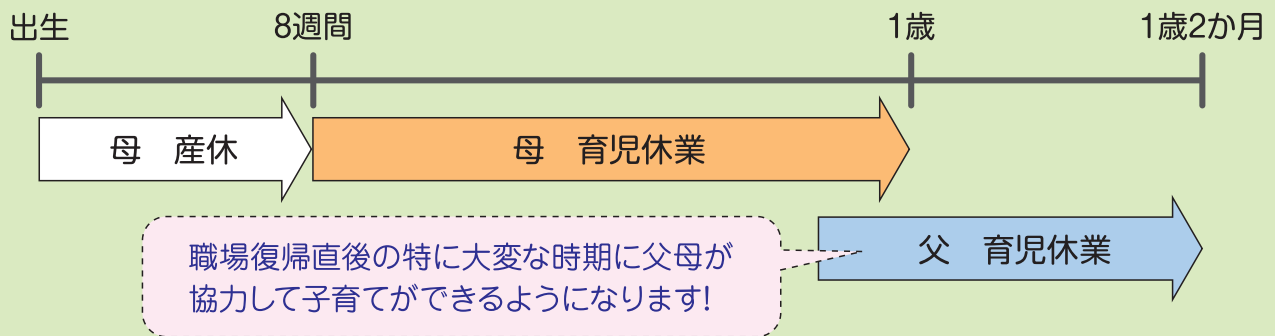 出生 8週間 1歳 1歳2か月
母 産休 母 育児休業
父 育児休業
職場復帰直後の特に大変な時期に父母が
協力して子育てができるようになります!